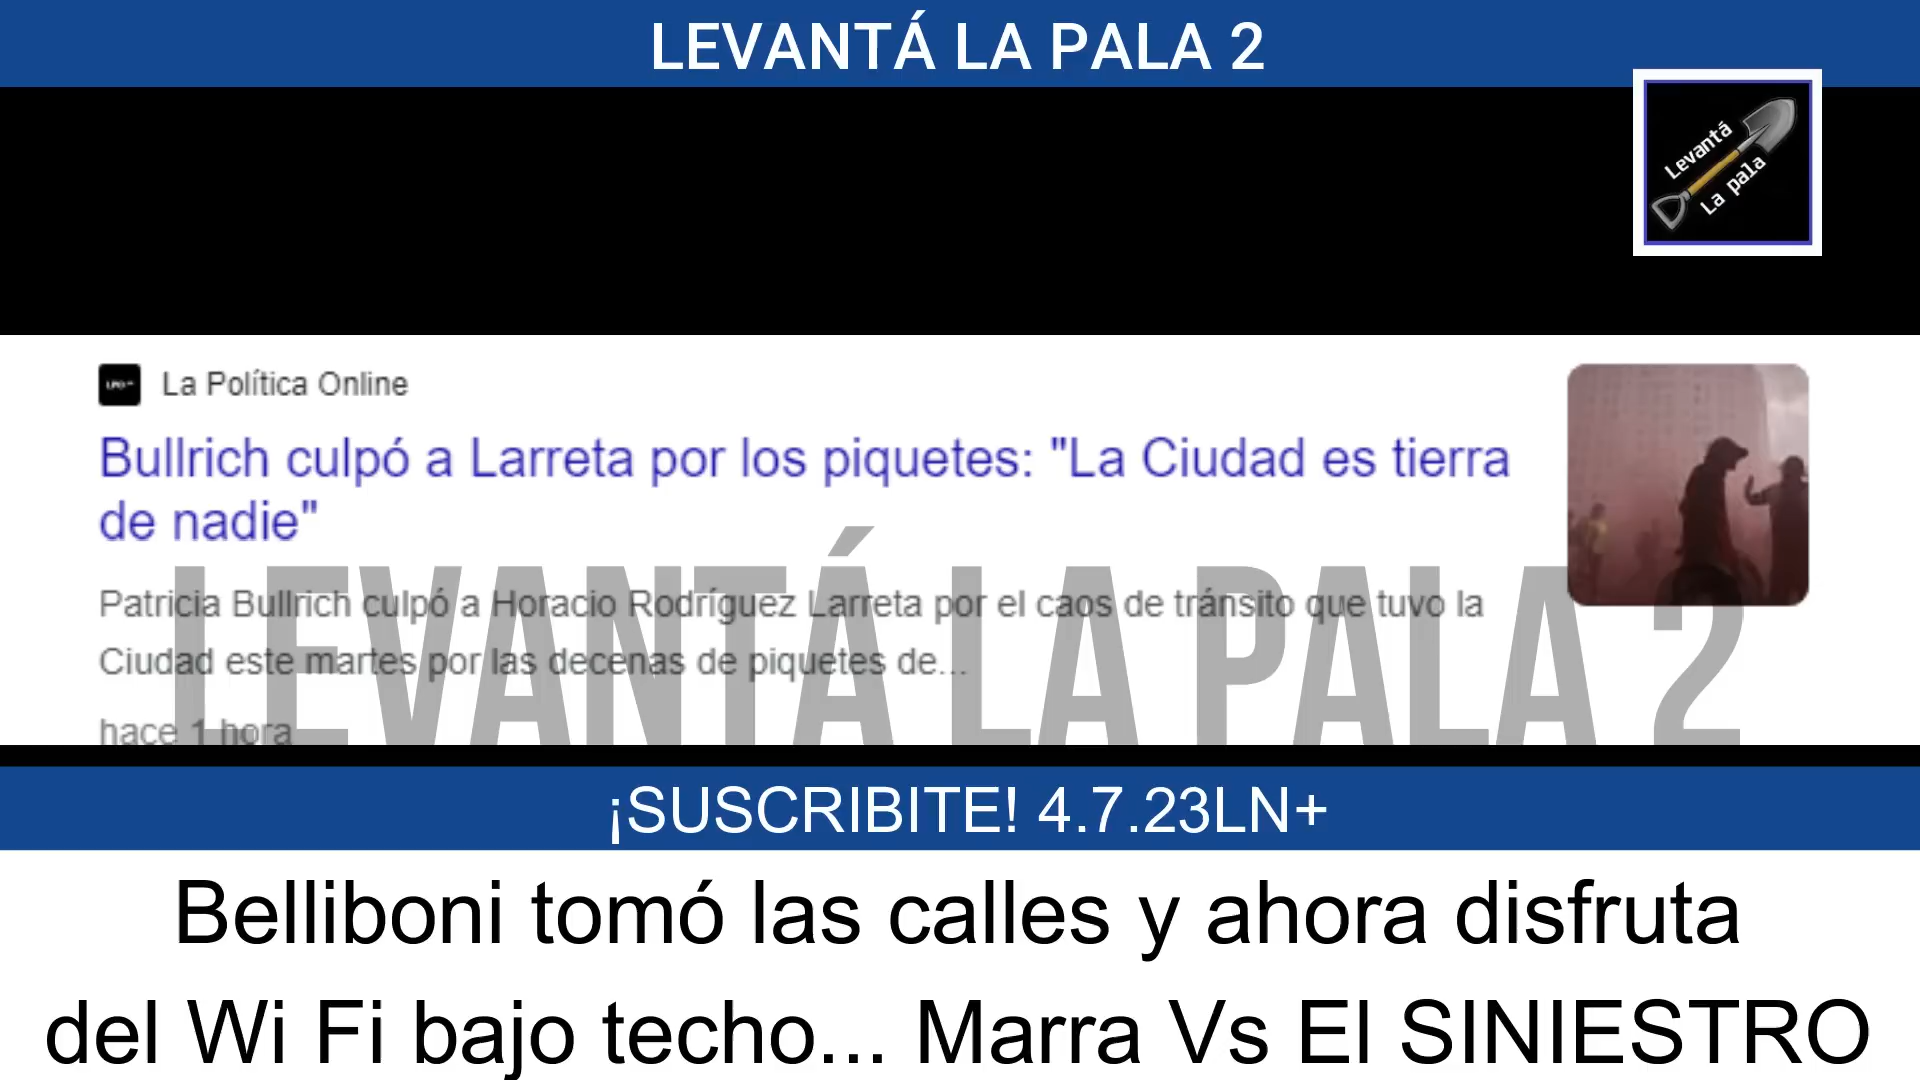 LEVANTÁ LA PALA 2
Levantá
La pala
LPO
La Política Online
Bullrich culpó a Larreta por los piquetes: "La Ciudad es tierra
de nadie"
Patricia Bullrich culpó a Horacio Rodríguez Larreta por el caos de tránsito que tuvo la
Ciudad este martes por las decenas de piquetes de...
hace 1 hora
LEVANTÁ LA PALA 2
¡SUSCRIBITE! 4.7.23LN+
Belliboni tomó las calles y ahora disfruta
del Wi Fi bajo techo... Marra Vs El SINIESTRO